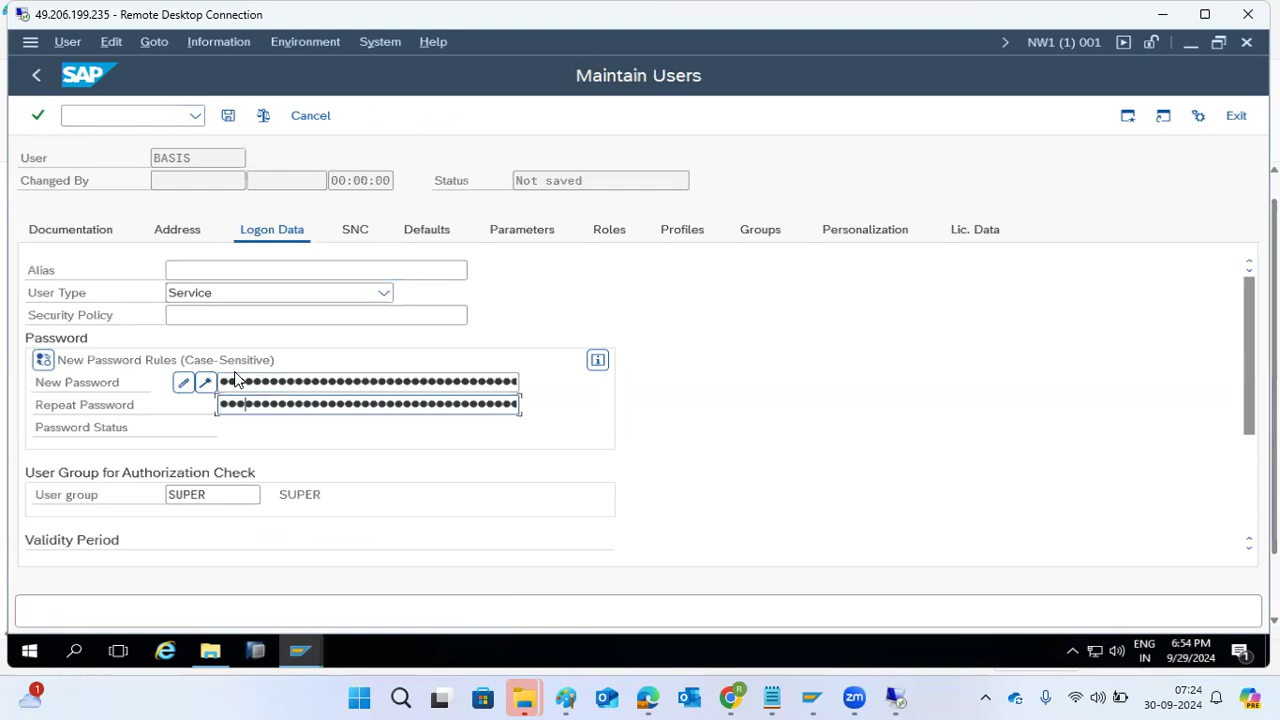 49.206.199.235 - Remote Desktop Connection
User Edit Goto Information Environment System Help NW1 (1) 001
SAP Maintain Users
Cancel Exit
User BASIS
Changed By 00:00:00 Status Not saved
Documentation Address Logon Data SNC Defaults Parameters Roles Profiles Groups Personalization Lic. Data
Alias
User Type Service
Security Policy
Password
New Password Rules (Case-Sensitive)
New Password
Repeat Password
Password Status
User Group for Authorization Check
User group SUPER SUPER
Validity Period
ENG 6:54 PM
IN 9/29/2024 1
1 07:24
30-09-2024 PRE